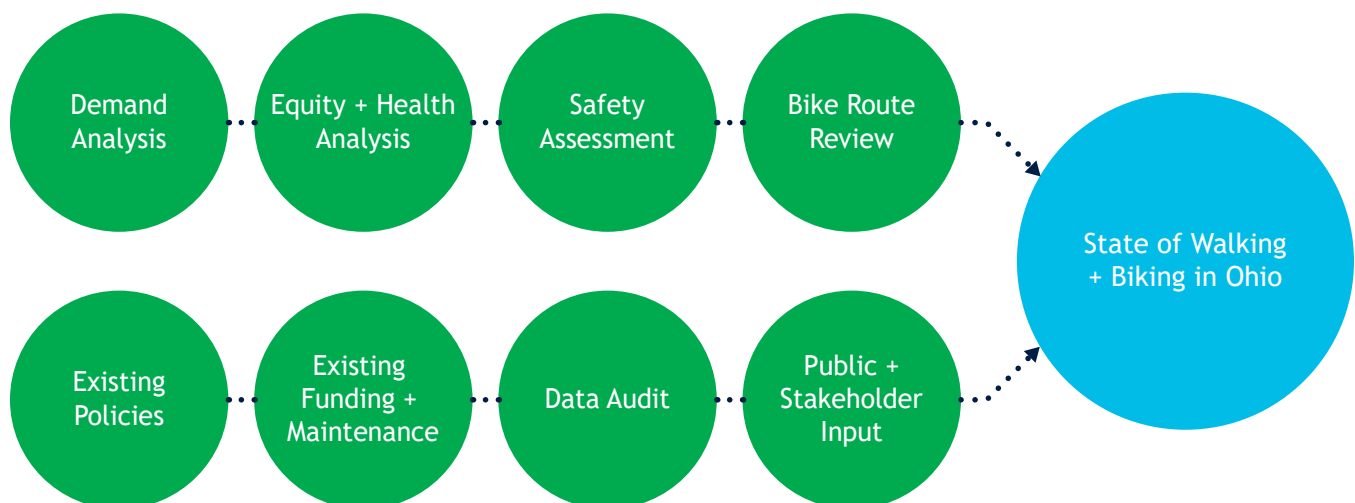 Demand
Analysis
Equity + Health
Analysis
Safety
Assessment
Bike Route
Review
State of Walking
+ Biking in Ohio
Existing
Policies
Existing
Funding +
Maintenance
Data Audit
Public +
Stakeholder
Input